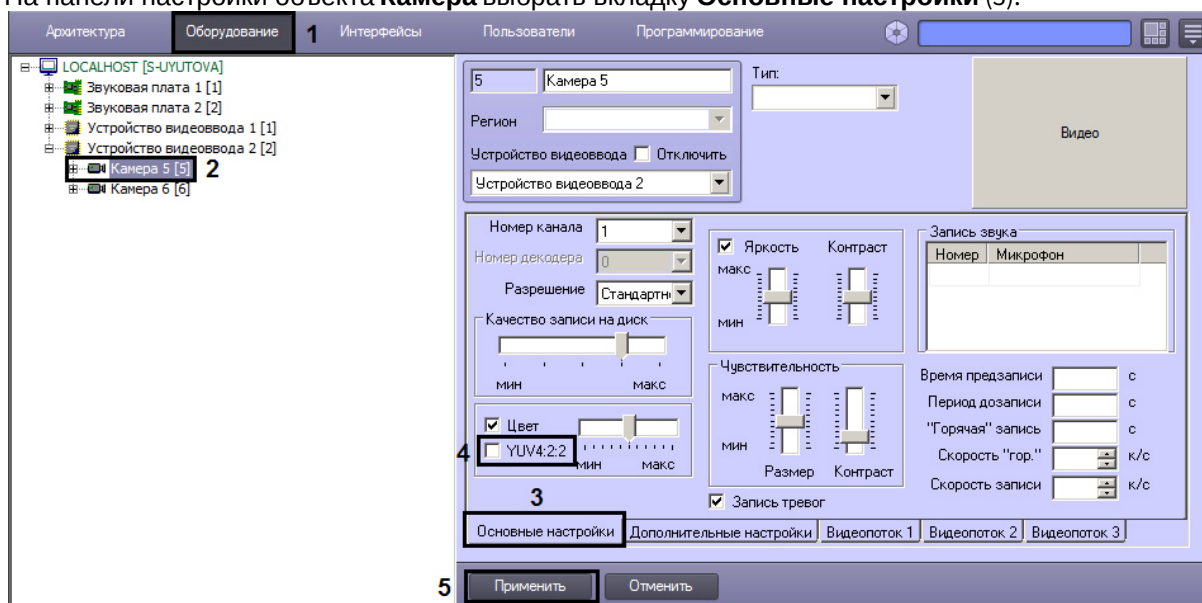 На панели настройки объекта Камера выбрать вкладку Основные настройки (3).
Архитектура Оборудование 1 Интерфейсы Пользователи Программирование
LOCALHOST [S-UYUTOVA]
Звуковая плата 1 [1]
Звуковая плата 2 [2]
Устройство видеоввода 1 [1]
Устройство видеоввода 2 [2]
Камера 5 [5] 2
Камера 6 [6]
5 Камера 5
Тип:
Регион
Устройство видеоввода Отключить
Устройство видеоввода 2
Видео
Номер канала 1
Номер декодера 0
Разрешение Стандартн
Качество записи на диск
мин макс
Цвет
4 YUV4:2:2
мин макс
3
Яркость Контраст
макс
мин
Чувствительность
макс
мин
Размер Контраст
Запись тревог
Запись звука
Номер Микрофон
Время предзаписи с
Период дозаписи с
"Горячая" запись с
Скорость "гор." к/с
Скорость записи к/с
Основные настройки Дополнительные настройки Видеопоток 1 Видеопоток 2 Видеопоток 3
5 Применить Отменить